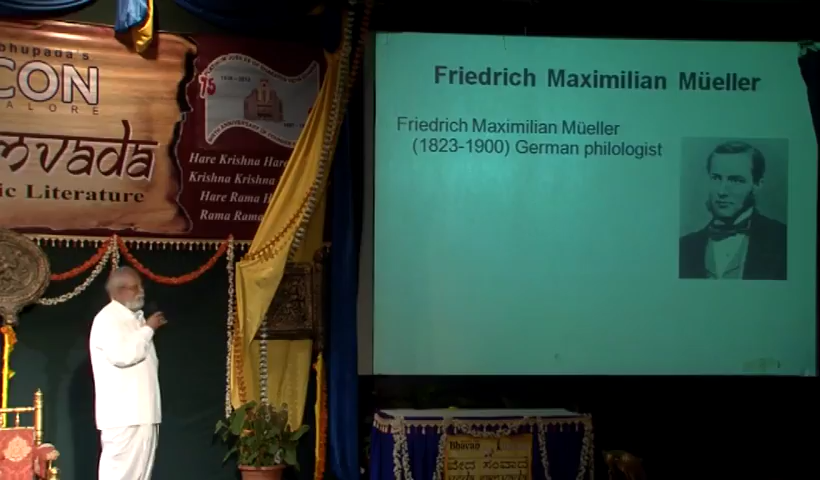 bhupada's
CON
ALORE
mvada
ic Literature
75
Hare Krishna Hare
Krishna Krishna
Hare Rama H
Rama Rama
Friedrich Maximilian Müeller
Friedrich Maximilian Müeller
(1823-1900) German philologist
Bhavan
ವೇದ ಸಂವಾದ